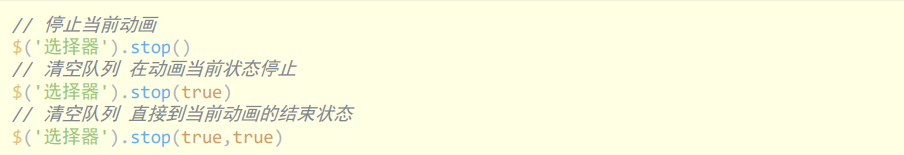 // 停止当前动画
$('选择器').stop()
// 清空队列 在动画当前状态停止
$('选择器').stop(true)
// 清空队列 直接到当前动画的结束状态
$('选择器').stop(true,true)